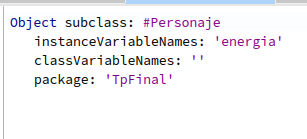 Object subclass: #Personaje
instanceVariableNames: 'energia'
classVariableNames: ''
package: 'TpFinal'